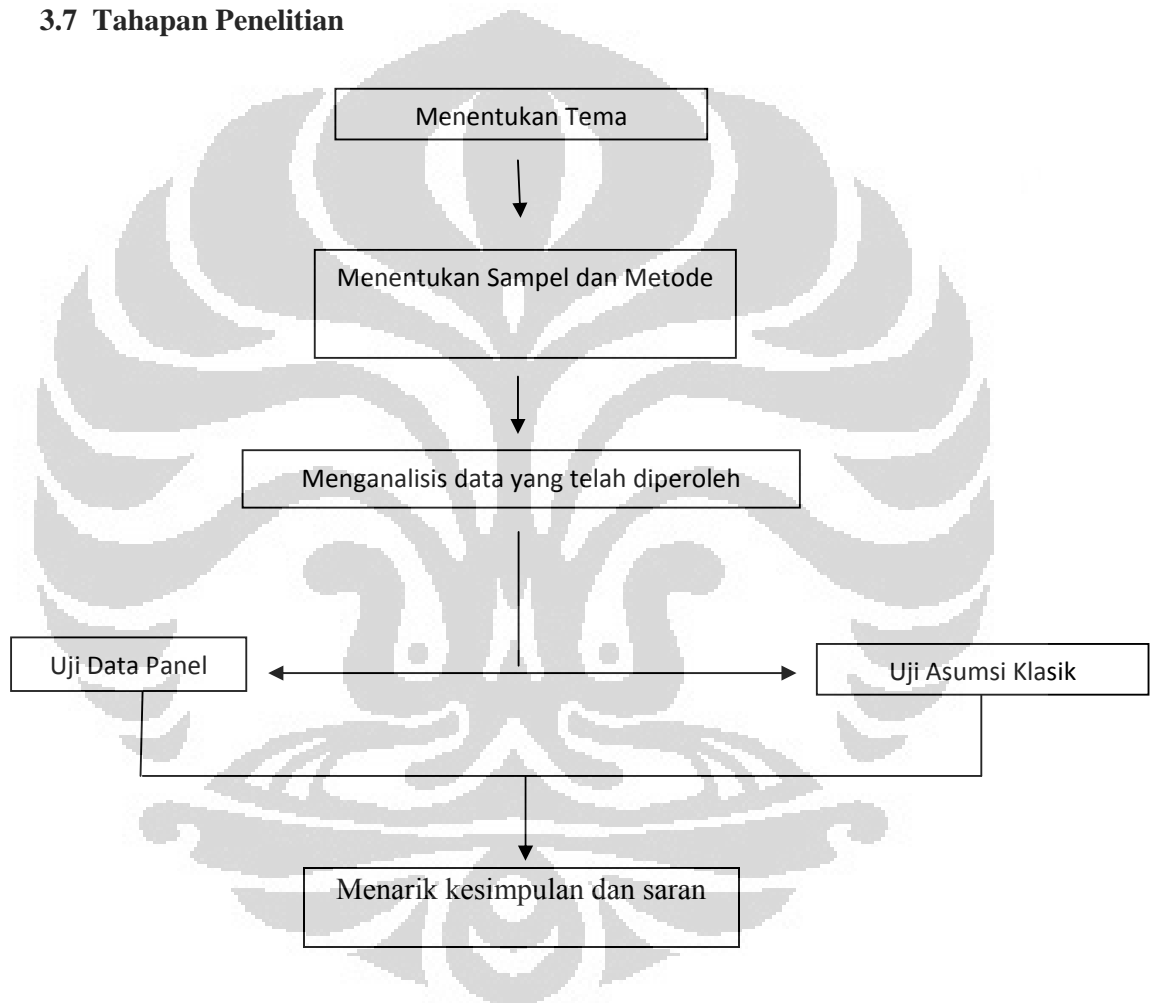 3.7 Tahapan Penelitian
Menentukan Tema
Menentukan Sampel dan Metode
Menganalisis data yang telah diperoleh
Uji Data Panel
Uji Asumsi Klasik
Menarik kesimpulan dan saran